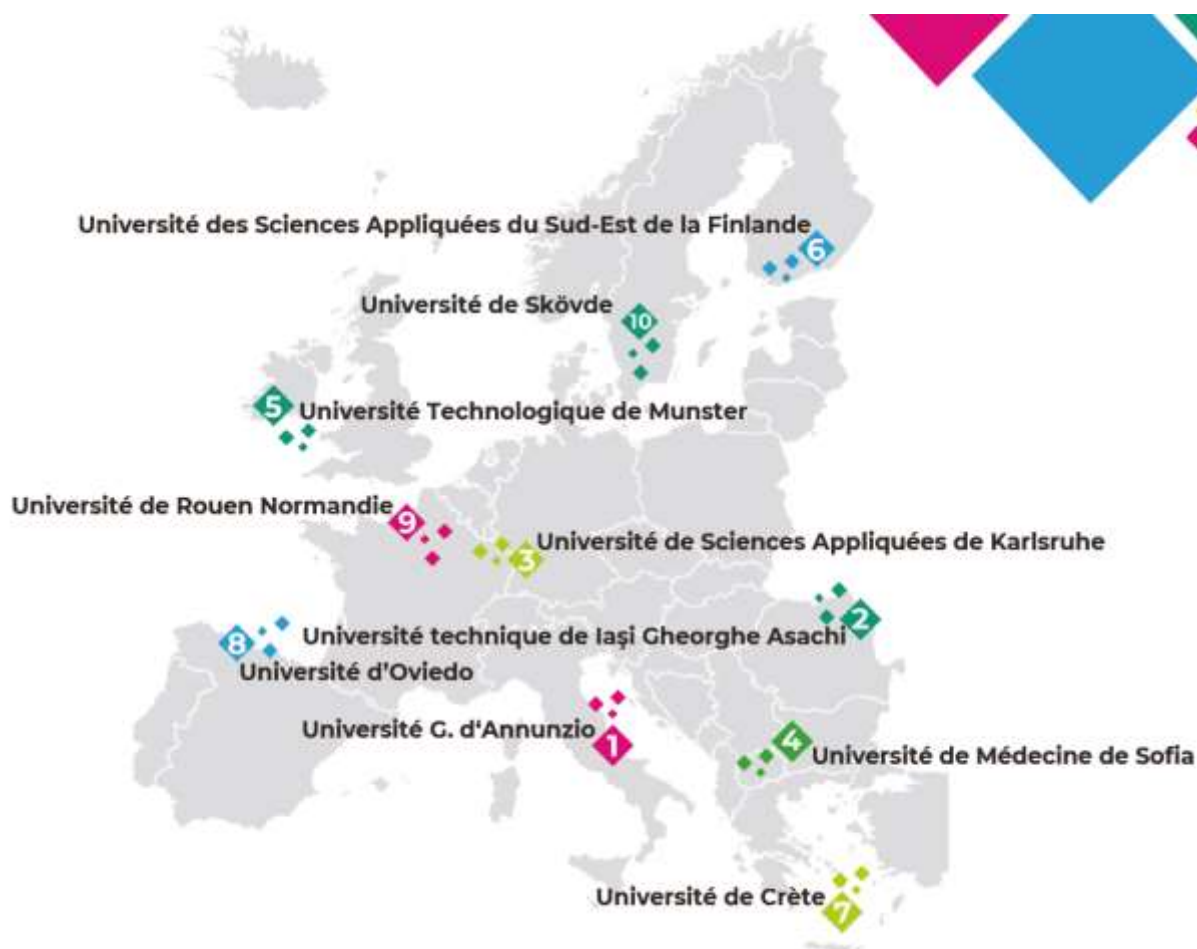 Université des Sciences Appliquées du Sud-Est de la Finlande
6
Université de Skövde
10
5
Université Technologique de Munster
Université de Rouen Normandie
9
Université de Sciences Appliquées de Karlsruhe
3
2
Université technique de Iaşi Gheorghe Asachi
8
Université d’Oviedo
Université G. d‘Annunzio
1
4
Université de Médecine de Sofia
Université de Crète
7